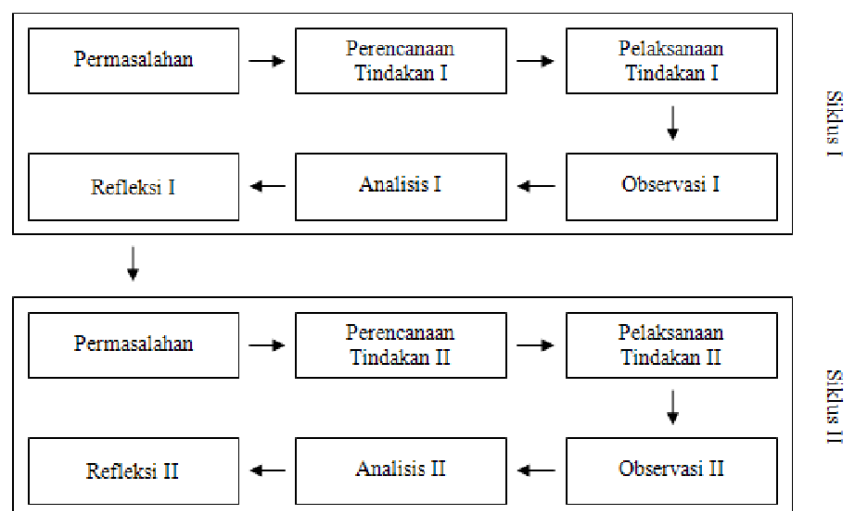 Permasalahan
Perencanaan
Tindakan I
Pelaksanaan
Tindakan I
Siklus I
Refleksi I
Analisis I
Observasi I
Permasalahan
Perencanaan
Tindakan II
Pelaksanaan
Tindakan II
Siklus II
Refleksi II
Analisis II
Observasi II